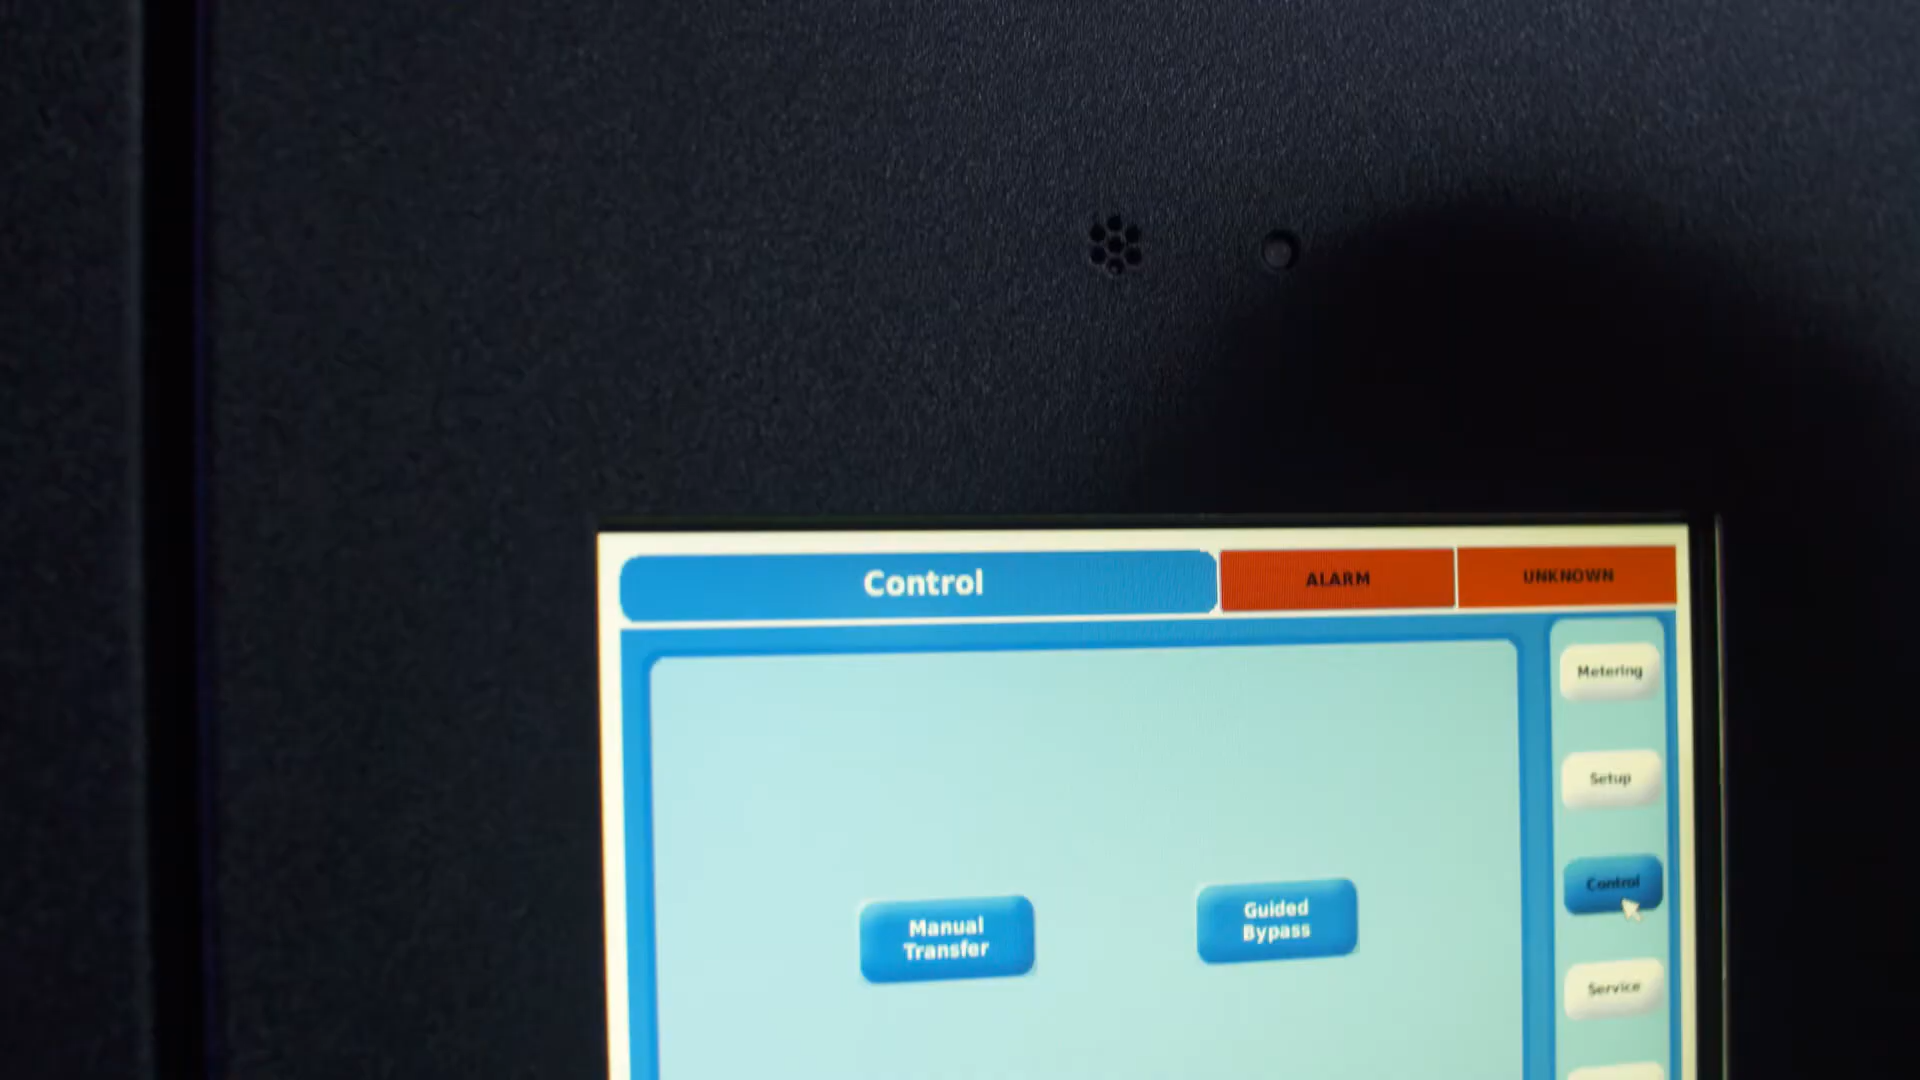 Control
ALARM
UNKNOWN
Metering
Setup
Control
Manual
Transfer
Guided
Bypass
Service